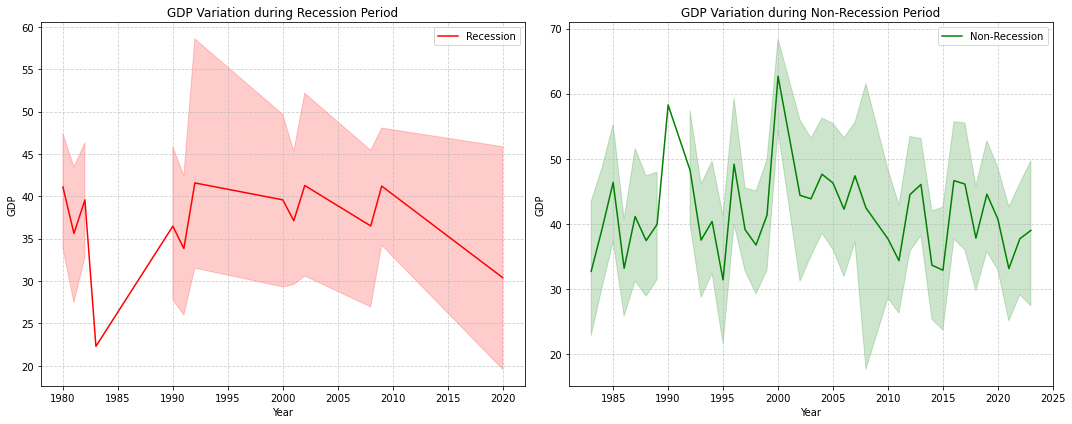 GDP Variation during Recession Period
Recession
60
55
50
45
40
35
30
25
20
GDP
1980 1985 1990 1995 2000 2005 2010 2015 2020
Year
GDP Variation during Non-Recession Period
Non-Recession
70
60
50
40
30
20
GDP
1985 1990 1995 2000 2005 2010 2015 2020 2025
Year